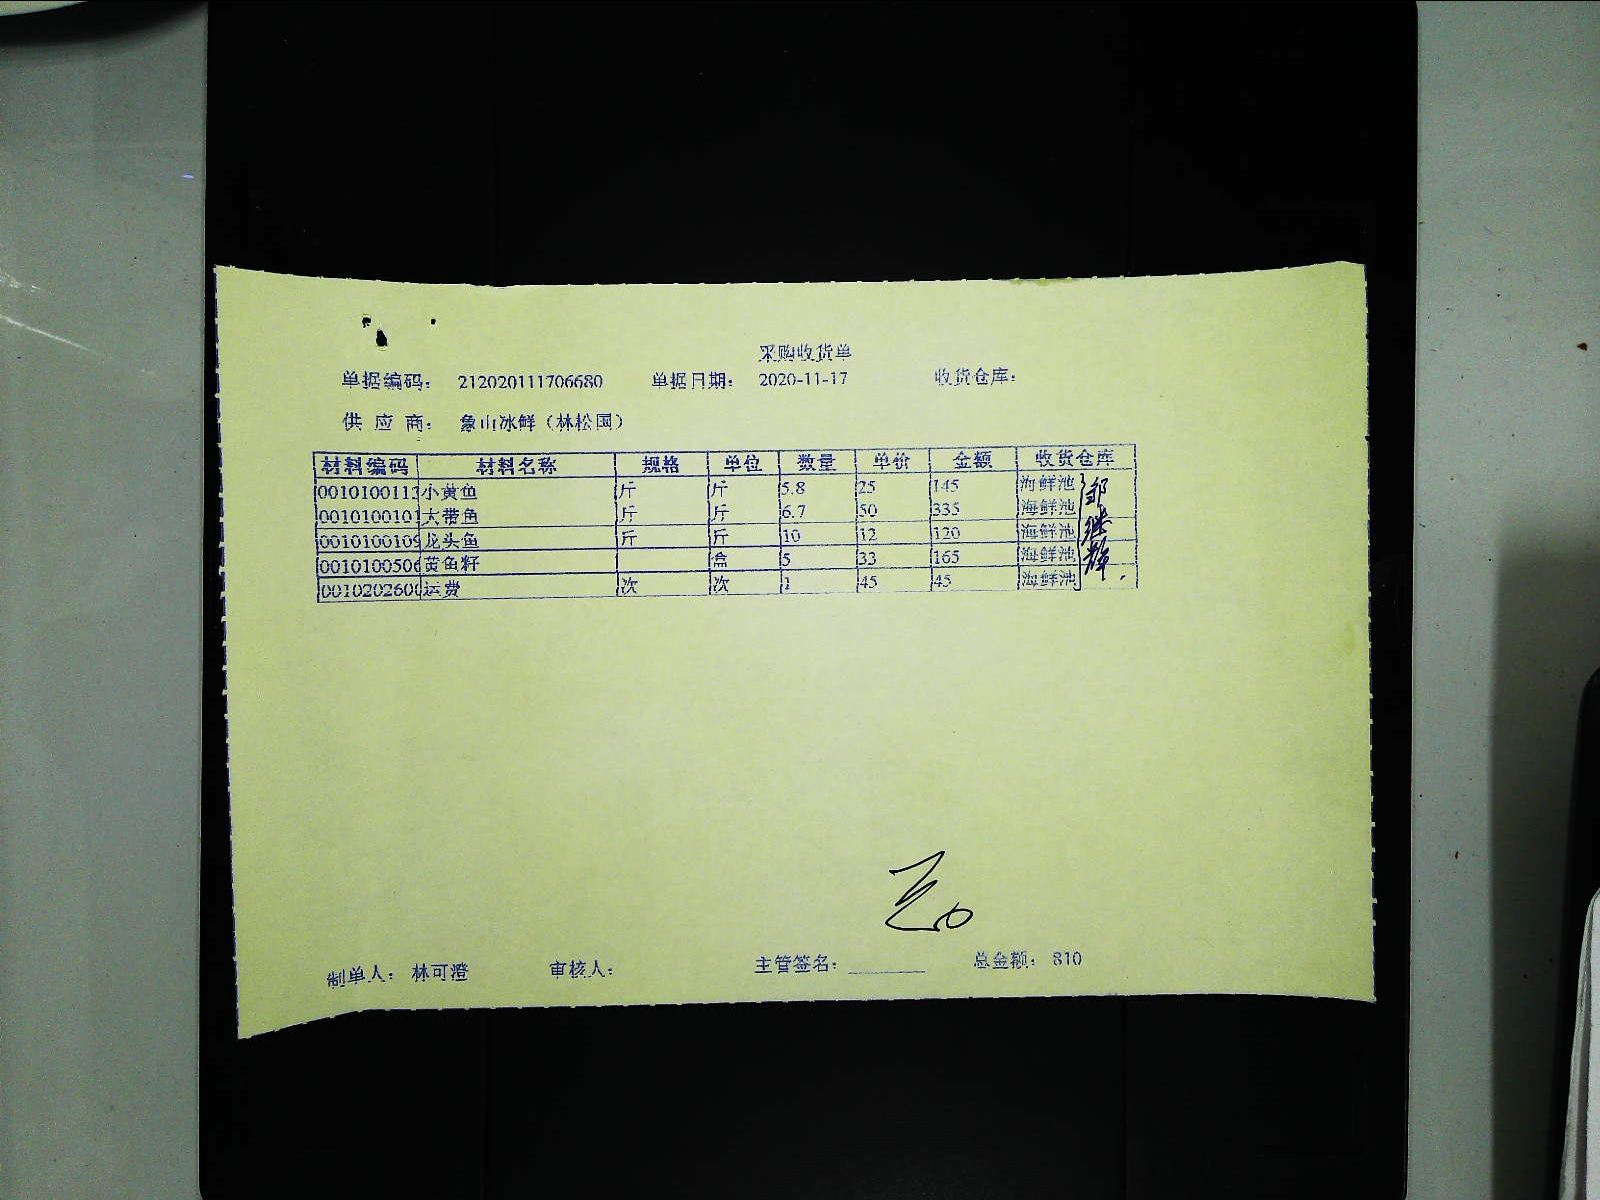 采购收货单
单据编码： 212020111706680 单据日期： 2020-11-17 收货仓库：
供 应 商： 象山冰鲜（林松国）
材料编码 材料名称 规格 单位 数量 单价 金额 收货仓库
0010100113 小黄鱼 斤 斤 5.8 25 145 海鲜池
0010100101 大带鱼 斤 斤 6.7 50 335 海鲜池
0010100109 龙头鱼 斤 斤 10 12 120 海鲜池
0010100506 黄鱼籽 盒 5 33 165 海鲜池
0010202600 运费 次 次 1 45 45 海鲜池
制单人： 林可澄 审核人： 主管签名： 总金额： 810